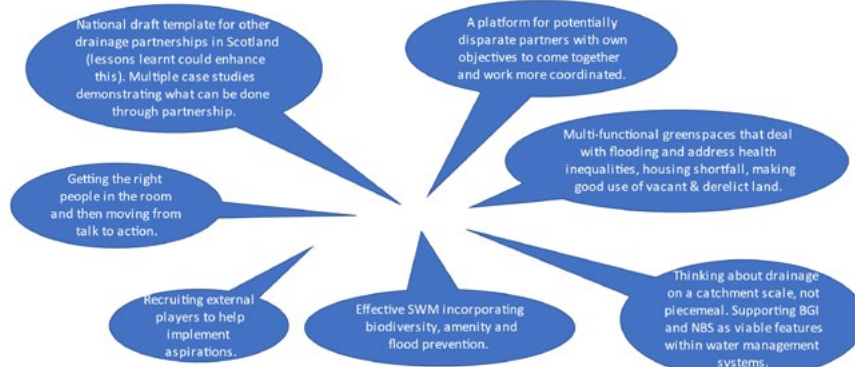 National draft template for other
drainage partnerships in Scotland
(lessons learnt could enhance
this). Multiple case studies
demonstrating what can be done
through partnership.
A platform for potentially
disparate partners with own
objectives to come together
and work more coordinated.
Multi-functional greenspaces that deal
with flooding and address health
inequalities, housing shortfall, making
good use of vacant & derelict land.
Getting the right
people in the room
and then moving from
talk to action.
Recruiting external
players to help
implement
aspirations.
Effective SWM incorporating
biodiversity, amenity and
flood prevention.
Thinking about drainage
on a catchment scale, not
piecemeal. Supporting BGI
and NBS as viable features
within water management
systems.